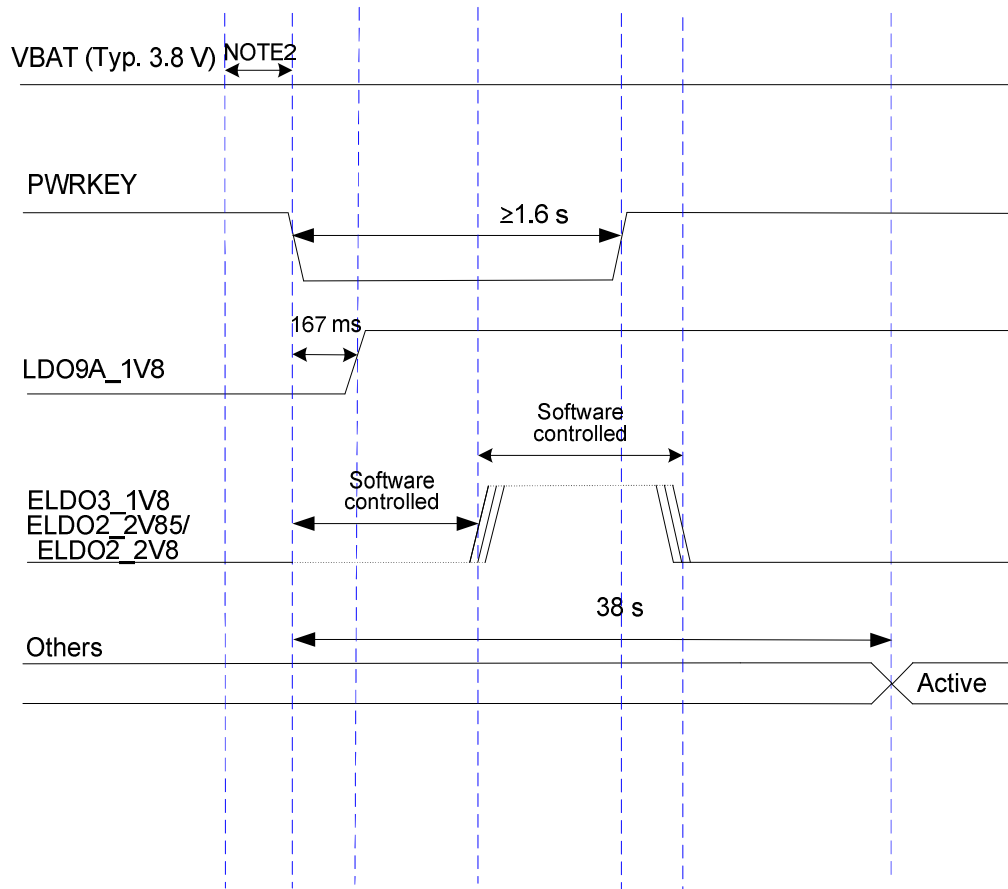 VBAT (Typ. 3.8 V)
NOTE2
PWRKEY
≥1.6 s
167 ms
LDO9A_1V8
Software
controlled
Software
controlled
ELDO3_1V8
ELDO2_2V85/
ELDO2_2V8
38 s
Others
Active